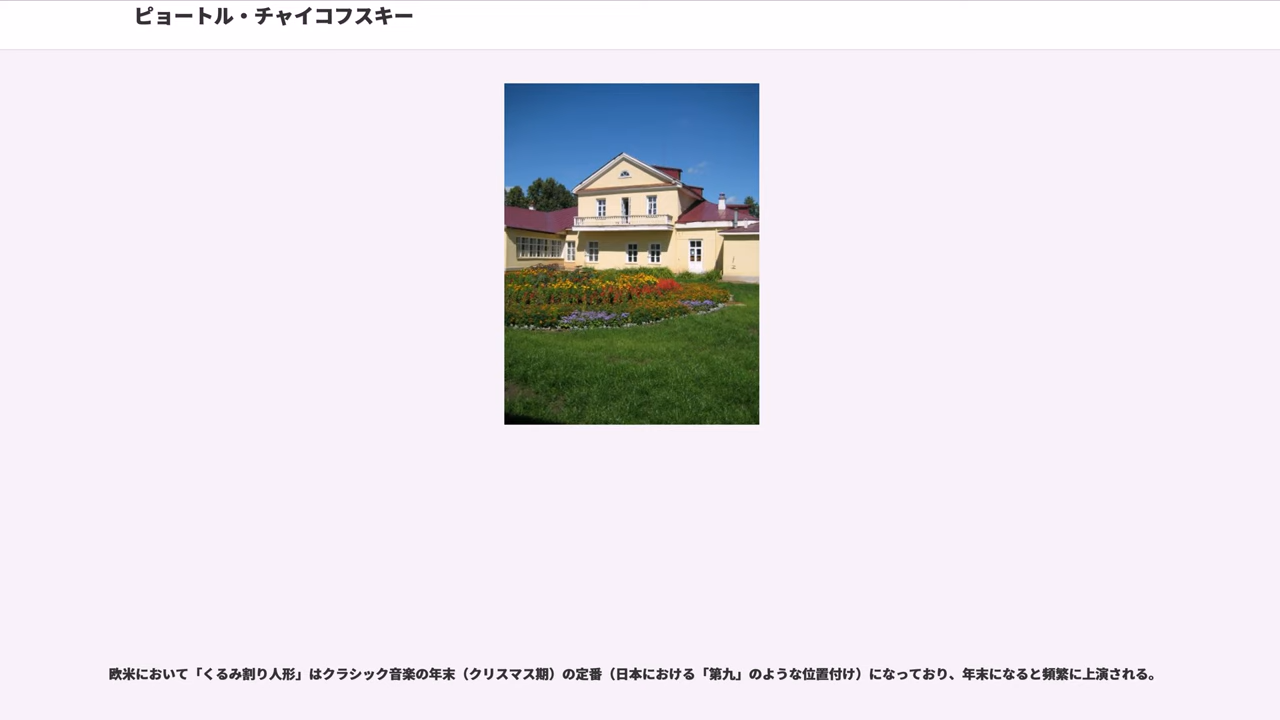 ピョートル・チャイコフスキー
欧米において「くるみ割り人形」はクラシック音楽の年末（クリスマス期）の定番（日本における「第九」のような位置付け）になっており、年末になると頻繁に上演される。